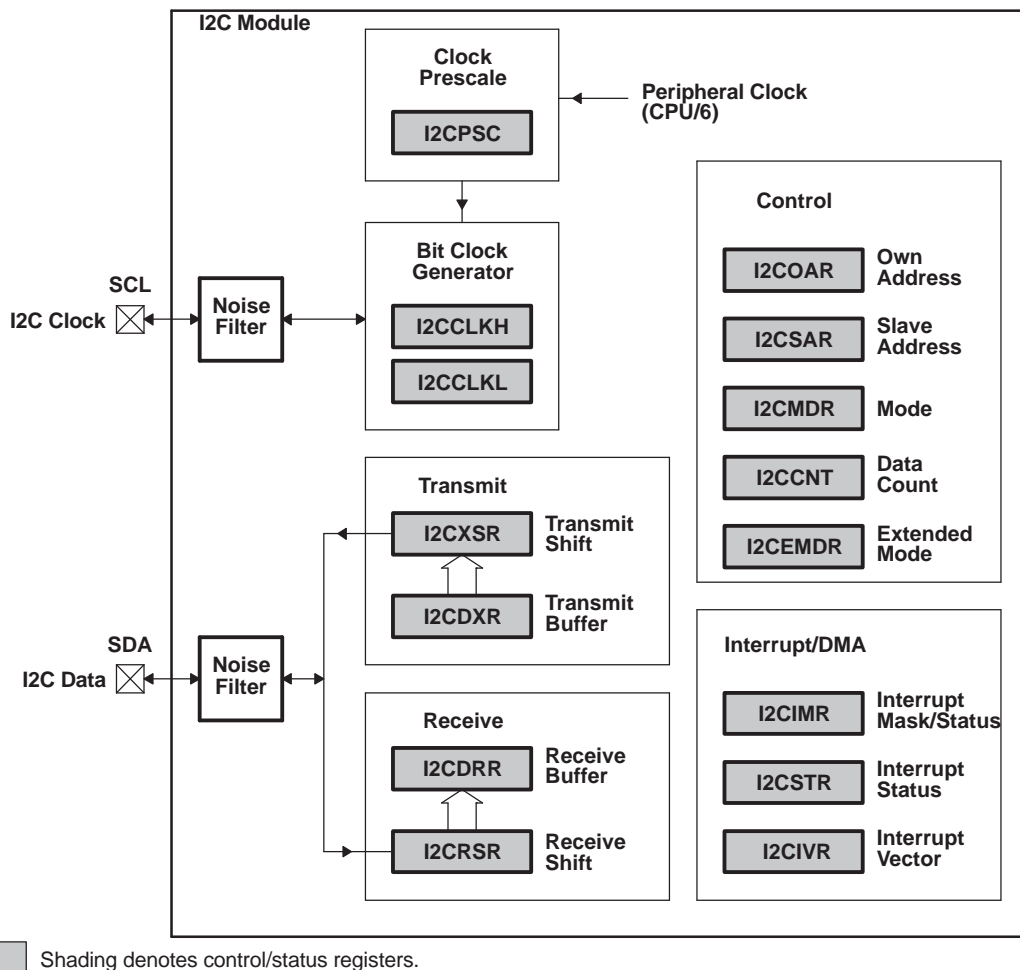 I2C Module
Clock
Prescale
I2CPSC
Peripheral Clock
(CPU/6)
Bit Clock
Generator
I2CCLKH
I2CCLKL
SCL
I2C Clock
Noise
Filter
Control
I2COAR
Own
Address
I2CSAR
Slave
Address
I2CMDR
Mode
I2CCNT
Data
Count
I2CEMDR
Extended
Mode
Transmit
I2CXSR
Transmit
Shift
I2CDXR
Transmit
Buffer
SDA
I2C Data
Noise
Filter
Receive
I2CDRR
Receive
Buffer
I2CRSR
Receive
Shift
Interrupt/DMA
I2CIMR
Interrupt
Mask/Status
I2CSTR
Interrupt
Status
I2CIVR
Interrupt
Vector
Shading denotes control/status registers.